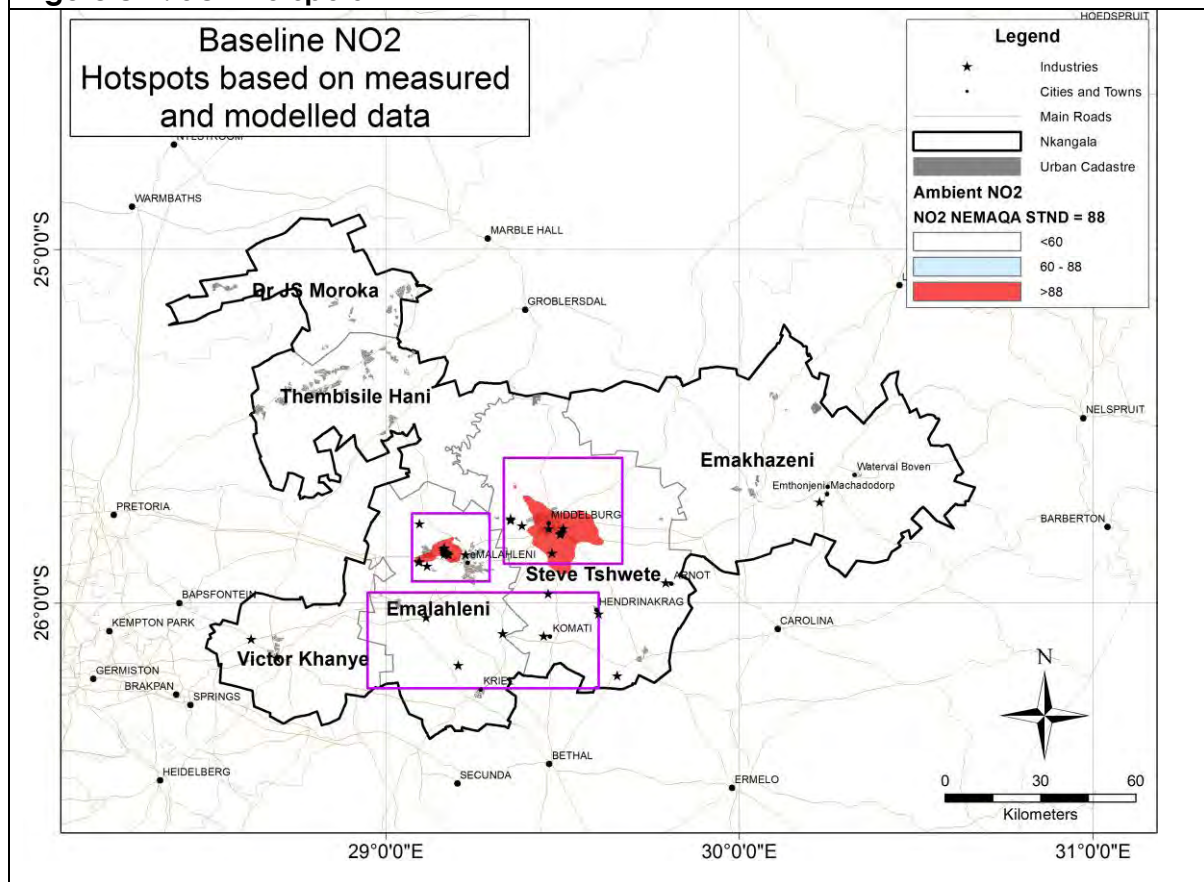 Baseline NO2
Hotspots based on measured
and modelled data
HOEDSPRUIT
Legend
Industries
Cities and Towns
Main Roads
Nkangala
Urban Cadastre
Ambient NO2
NO2 NEMAQA STND = 88
<60
60 - 88
>88
WARMBATHS
MARBLE HALL
25°0'0"S
Dr JS Moroka
GROBLERSDAL
Thembisile Hani
NELSPRUIT
Emakhazeni
Waterval Boven
Emthonjeni
Machadodorp
PRETORIA
MIDDELBURG
BARBERTON
eMALAHLENI
Steve Tshwete
ARNOT
26°0'0"S
BAPSFONTEIN
Emalahleni
HENDRINAKRAG
KEMPTON PARK
KOMATI
CAROLINA
Victor Khanye
GERMISTON
KRIEL
BRAKPAN
SPRINGS
N
BETHAL
HEIDELBERG
SECUNDA
ERMELO
0 30 60
Kilometers
29°0'0"E
30°0'0"E
31°0'0"E